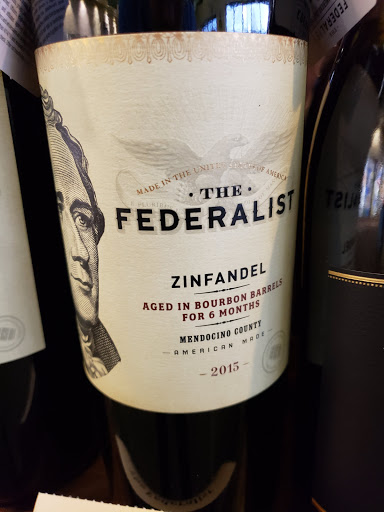 MADE IN THE UNITED STATES OF AMERICA
· THE ·
FEDERALIST
ZINFANDEL
AGED IN BOURBON BARRELS
FOR 6 MONTHS
MENDOCINO COUNTY
— AMERICAN MADE —
– 2015 –